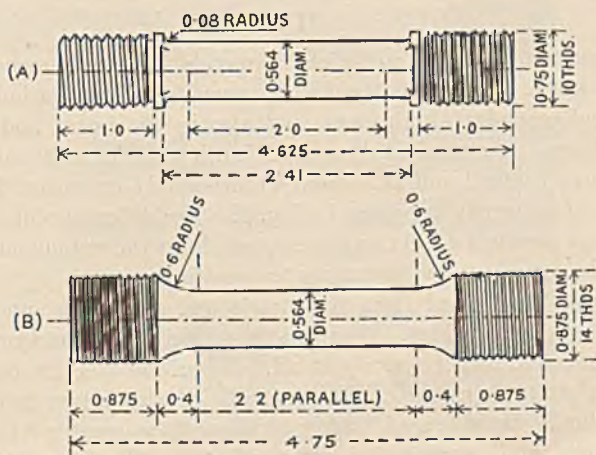 0·08 RADIUS
(A)
0·564
DIAM.
0·75 DIAM.
10 THDS
1·0
2·0
1·0
4·625
2·41
0·6 RADIUS
0·6 RADIUS
(B)
0·564
DIAM.
0·875 DIAM.
14 THDS
0·875
0·4
2·2 (PARALLEL)
0·4
0·875
4·75